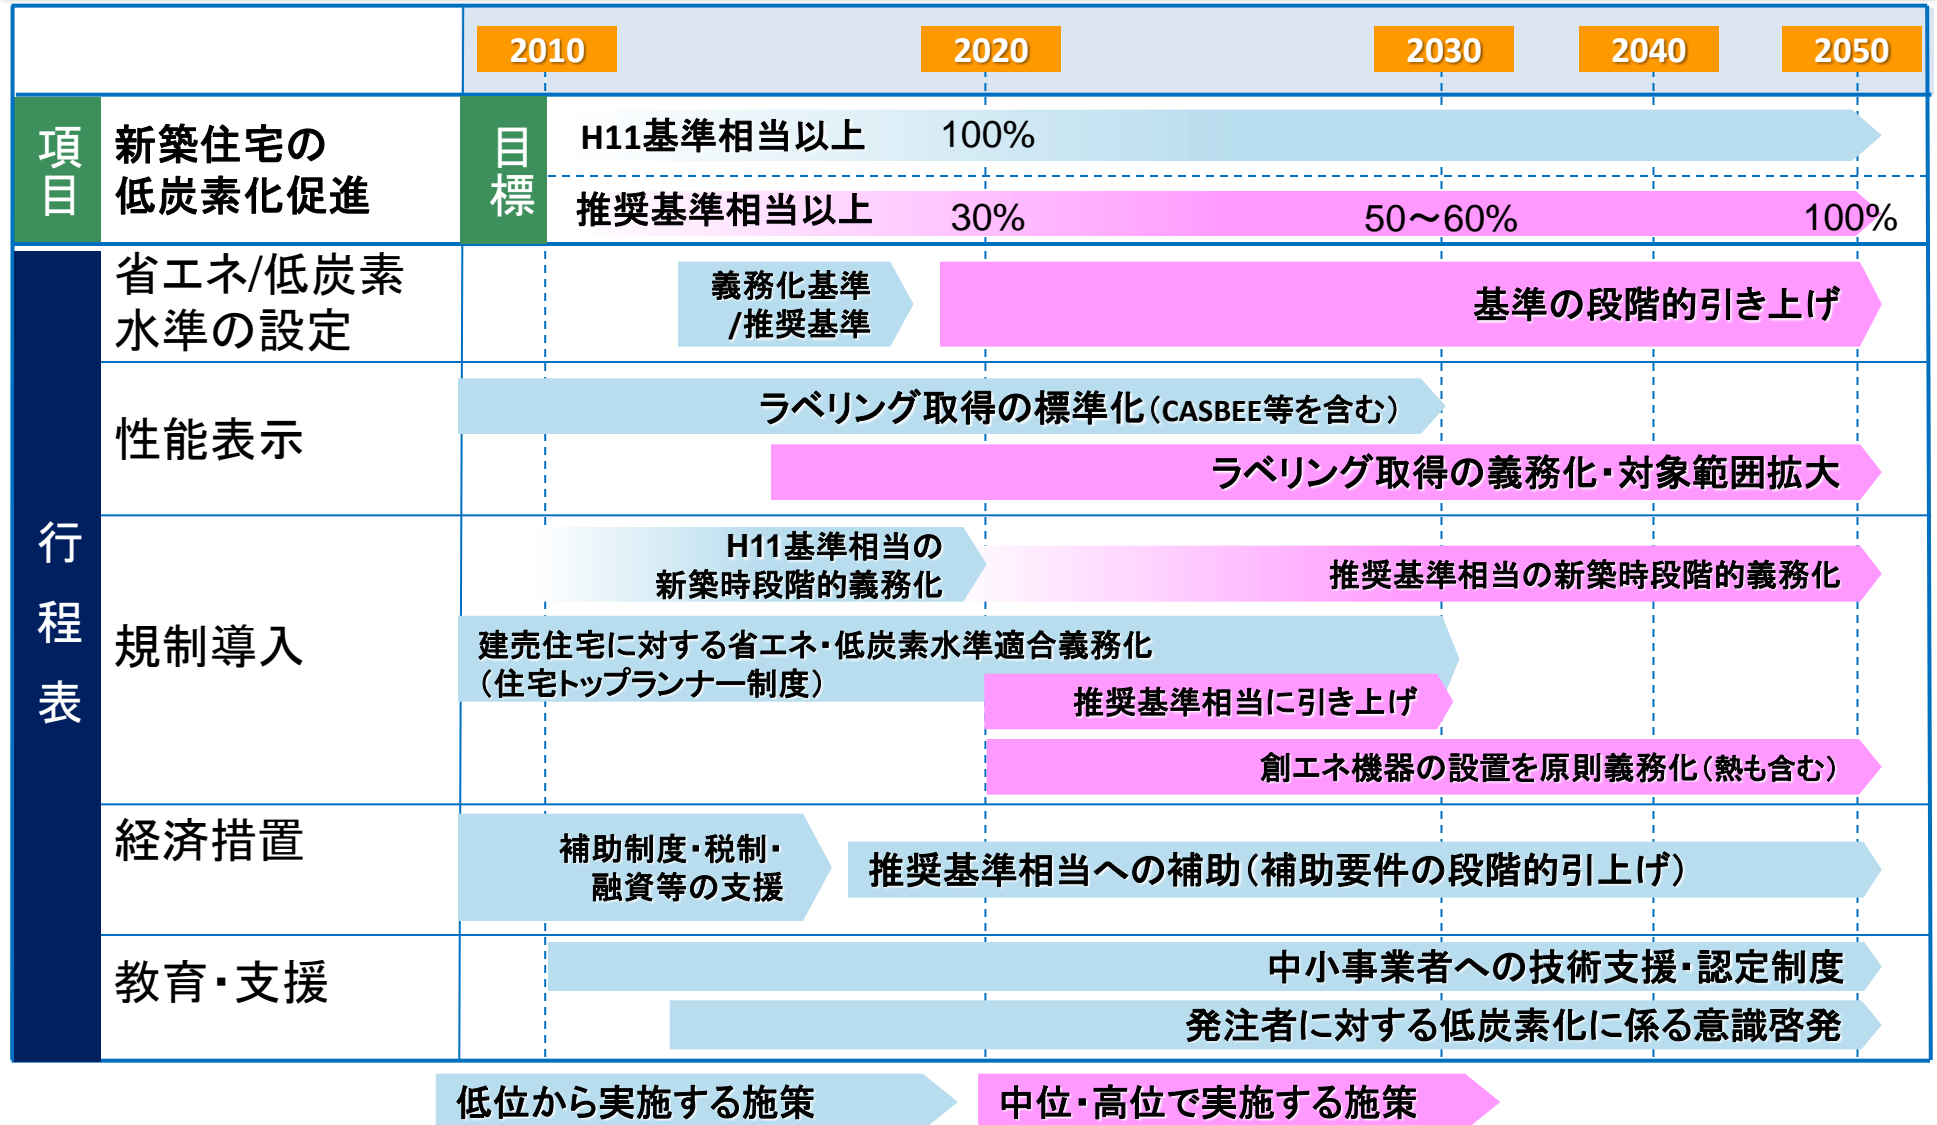 2010
2020
2030
2040
2050
項目
新築住宅の
低炭素化促進
目標
H11基準相当以上
100%
推奨基準相当以上
30%
50～60%
100%
行程表
省エネ/低炭素
水準の設定
義務化基準
/推奨基準
基準の段階的引き上げ
性能表示
ラベリング取得の標準化（CASBEE等を含む）
ラベリング取得の義務化・対象範囲拡大
規制導入
H11基準相当の
新築時段階的義務化
推奨基準相当の新築時段階的義務化
建売住宅に対する省エネ・低炭素水準適合義務化
（住宅トップランナー制度）
推奨基準相当に引き上げ
創エネ機器の設置を原則義務化（熱も含む）
経済措置
補助制度・税制・
融資等の支援
推奨基準相当への補助（補助要件の段階的引上げ）
教育・支援
中小事業者への技術支援・認定制度
発注者に対する低炭素化に係る意識啓発
低位から実施する施策
中位・高位で実施する施策